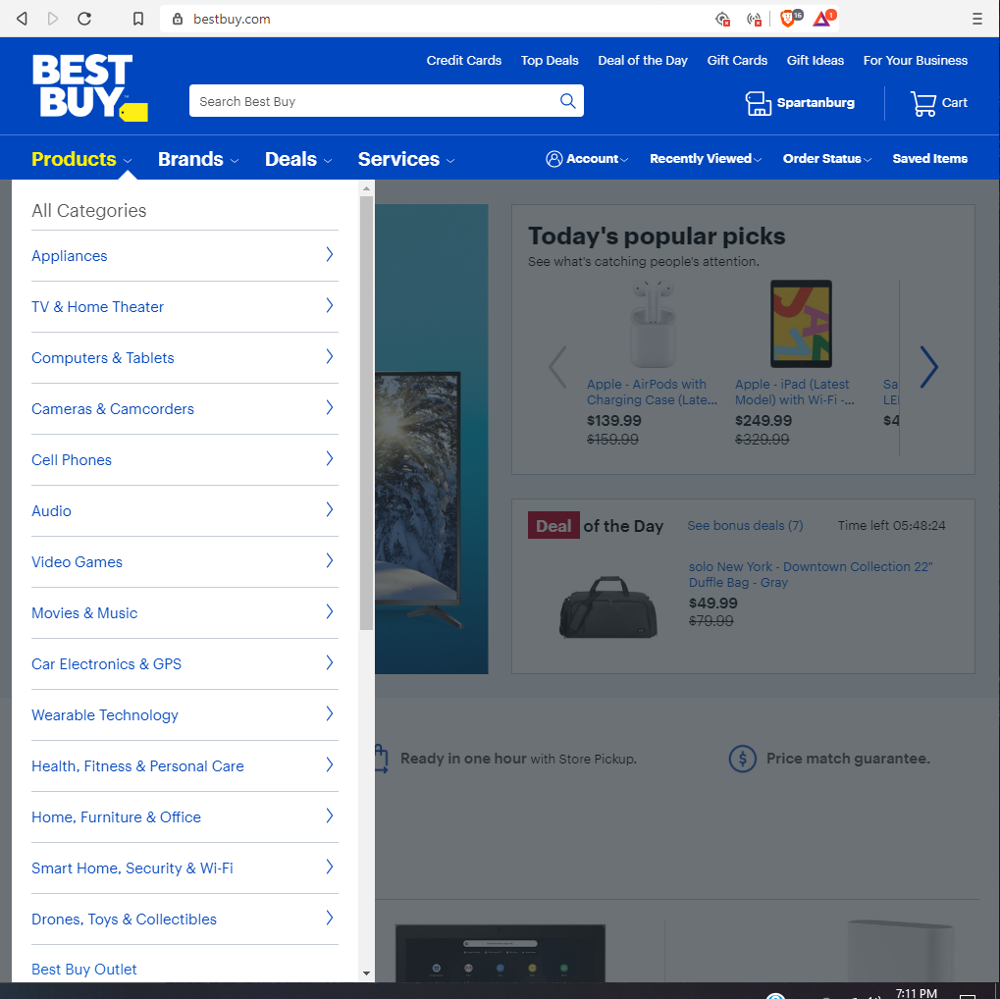 bestbuy.com
16
1
BEST
BUY
Credit Cards Top Deals Deal of the Day Gift Cards Gift Ideas For Your Business
Search Best Buy
Spartanburg
Cart
Products Brands Deals Services
Account Recently Viewed Order Status Saved Items
All Categories
Appliances
TV & Home Theater
Computers & Tablets
Cameras & Camcorders
Cell Phones
Audio
Video Games
Movies & Music
Car Electronics & GPS
Wearable Technology
Health, Fitness & Personal Care
Home, Furniture & Office
Smart Home, Security & Wi-Fi
Drones, Toys & Collectibles
Best Buy Outlet
Today's popular picks
See what's catching people's attention.
Apple - AirPods with
Charging Case (Late...
$139.99
$159.99
Apple - iPad (Latest
Model) with Wi-Fi -...
$249.99
$329.99
Sa
LE
$4
Deal of the Day
See bonus deals (7)
Time left 05:48:24
solo New York - Downtown Collection 22"
Duffle Bag - Gray
$49.99
$79.99
Ready in one hour with Store Pickup.
Price match guarantee.
7:11 PM